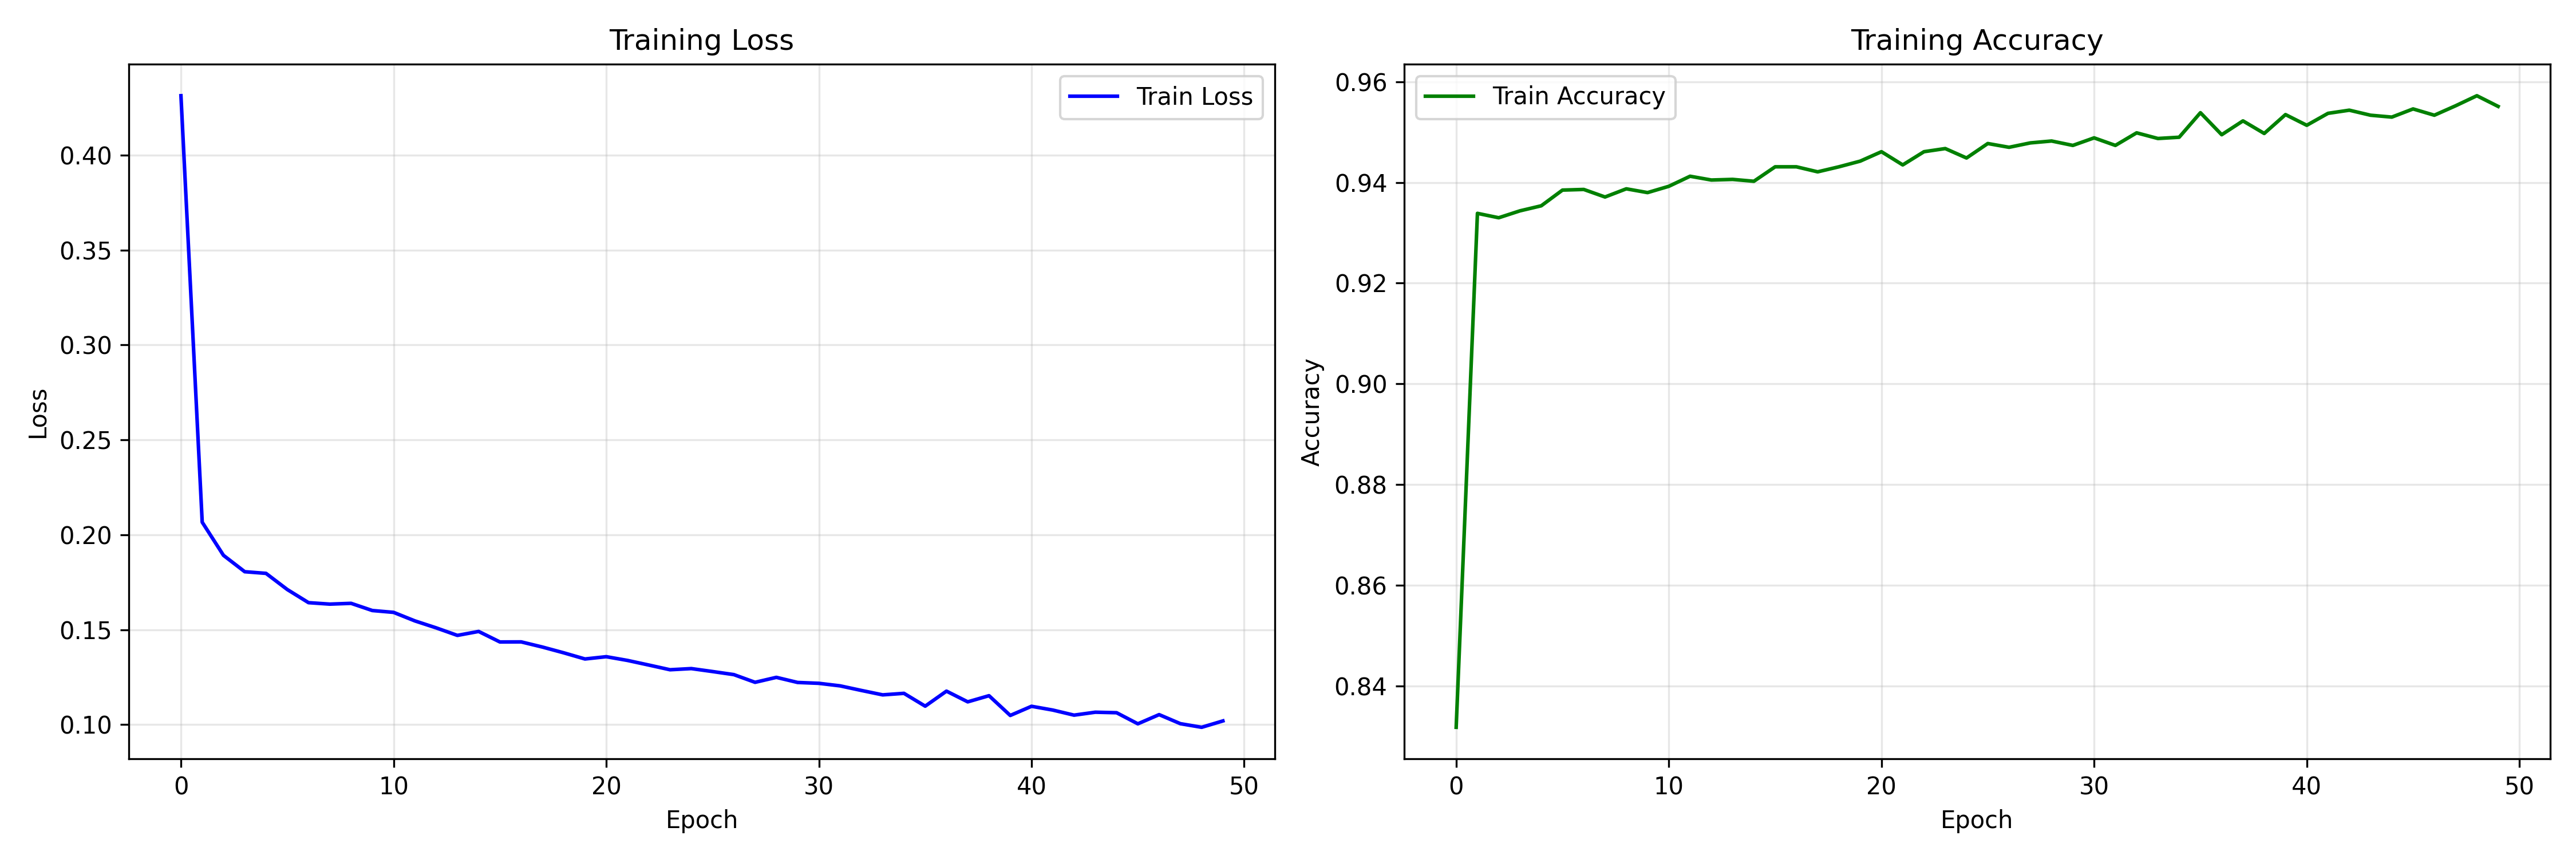 Training Loss
Train Loss
0.40
0.35
0.30
0.25
0.20
0.15
0.10
Loss
0 10 20 30 40 50
Epoch
Training Accuracy
Train Accuracy
0.96
0.94
0.92
0.90
0.88
0.86
0.84
Accuracy
0 10 20 30 40 50
Epoch